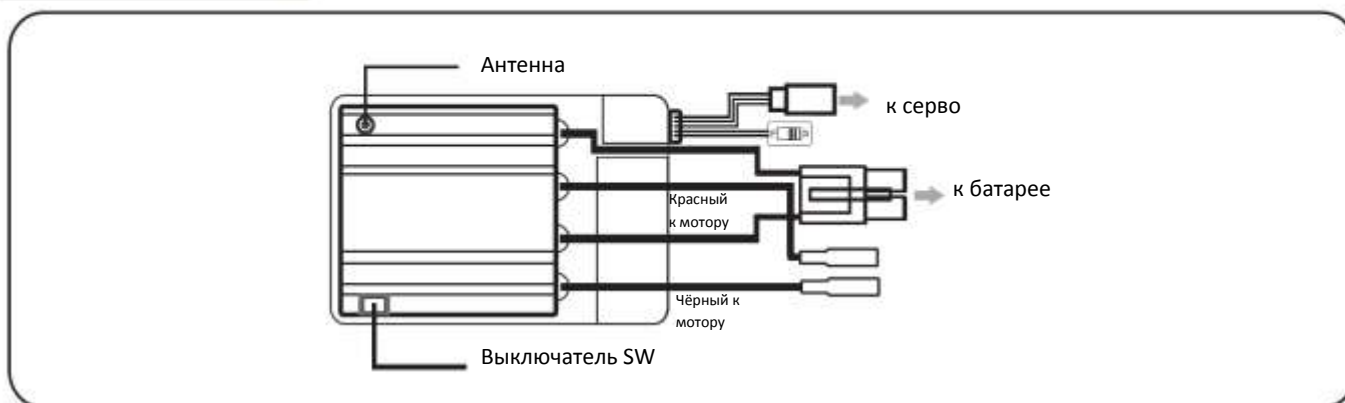 Антенна
к серво
к батарее
Красный
к мотору
Чёрный к
мотору
Выключатель SW